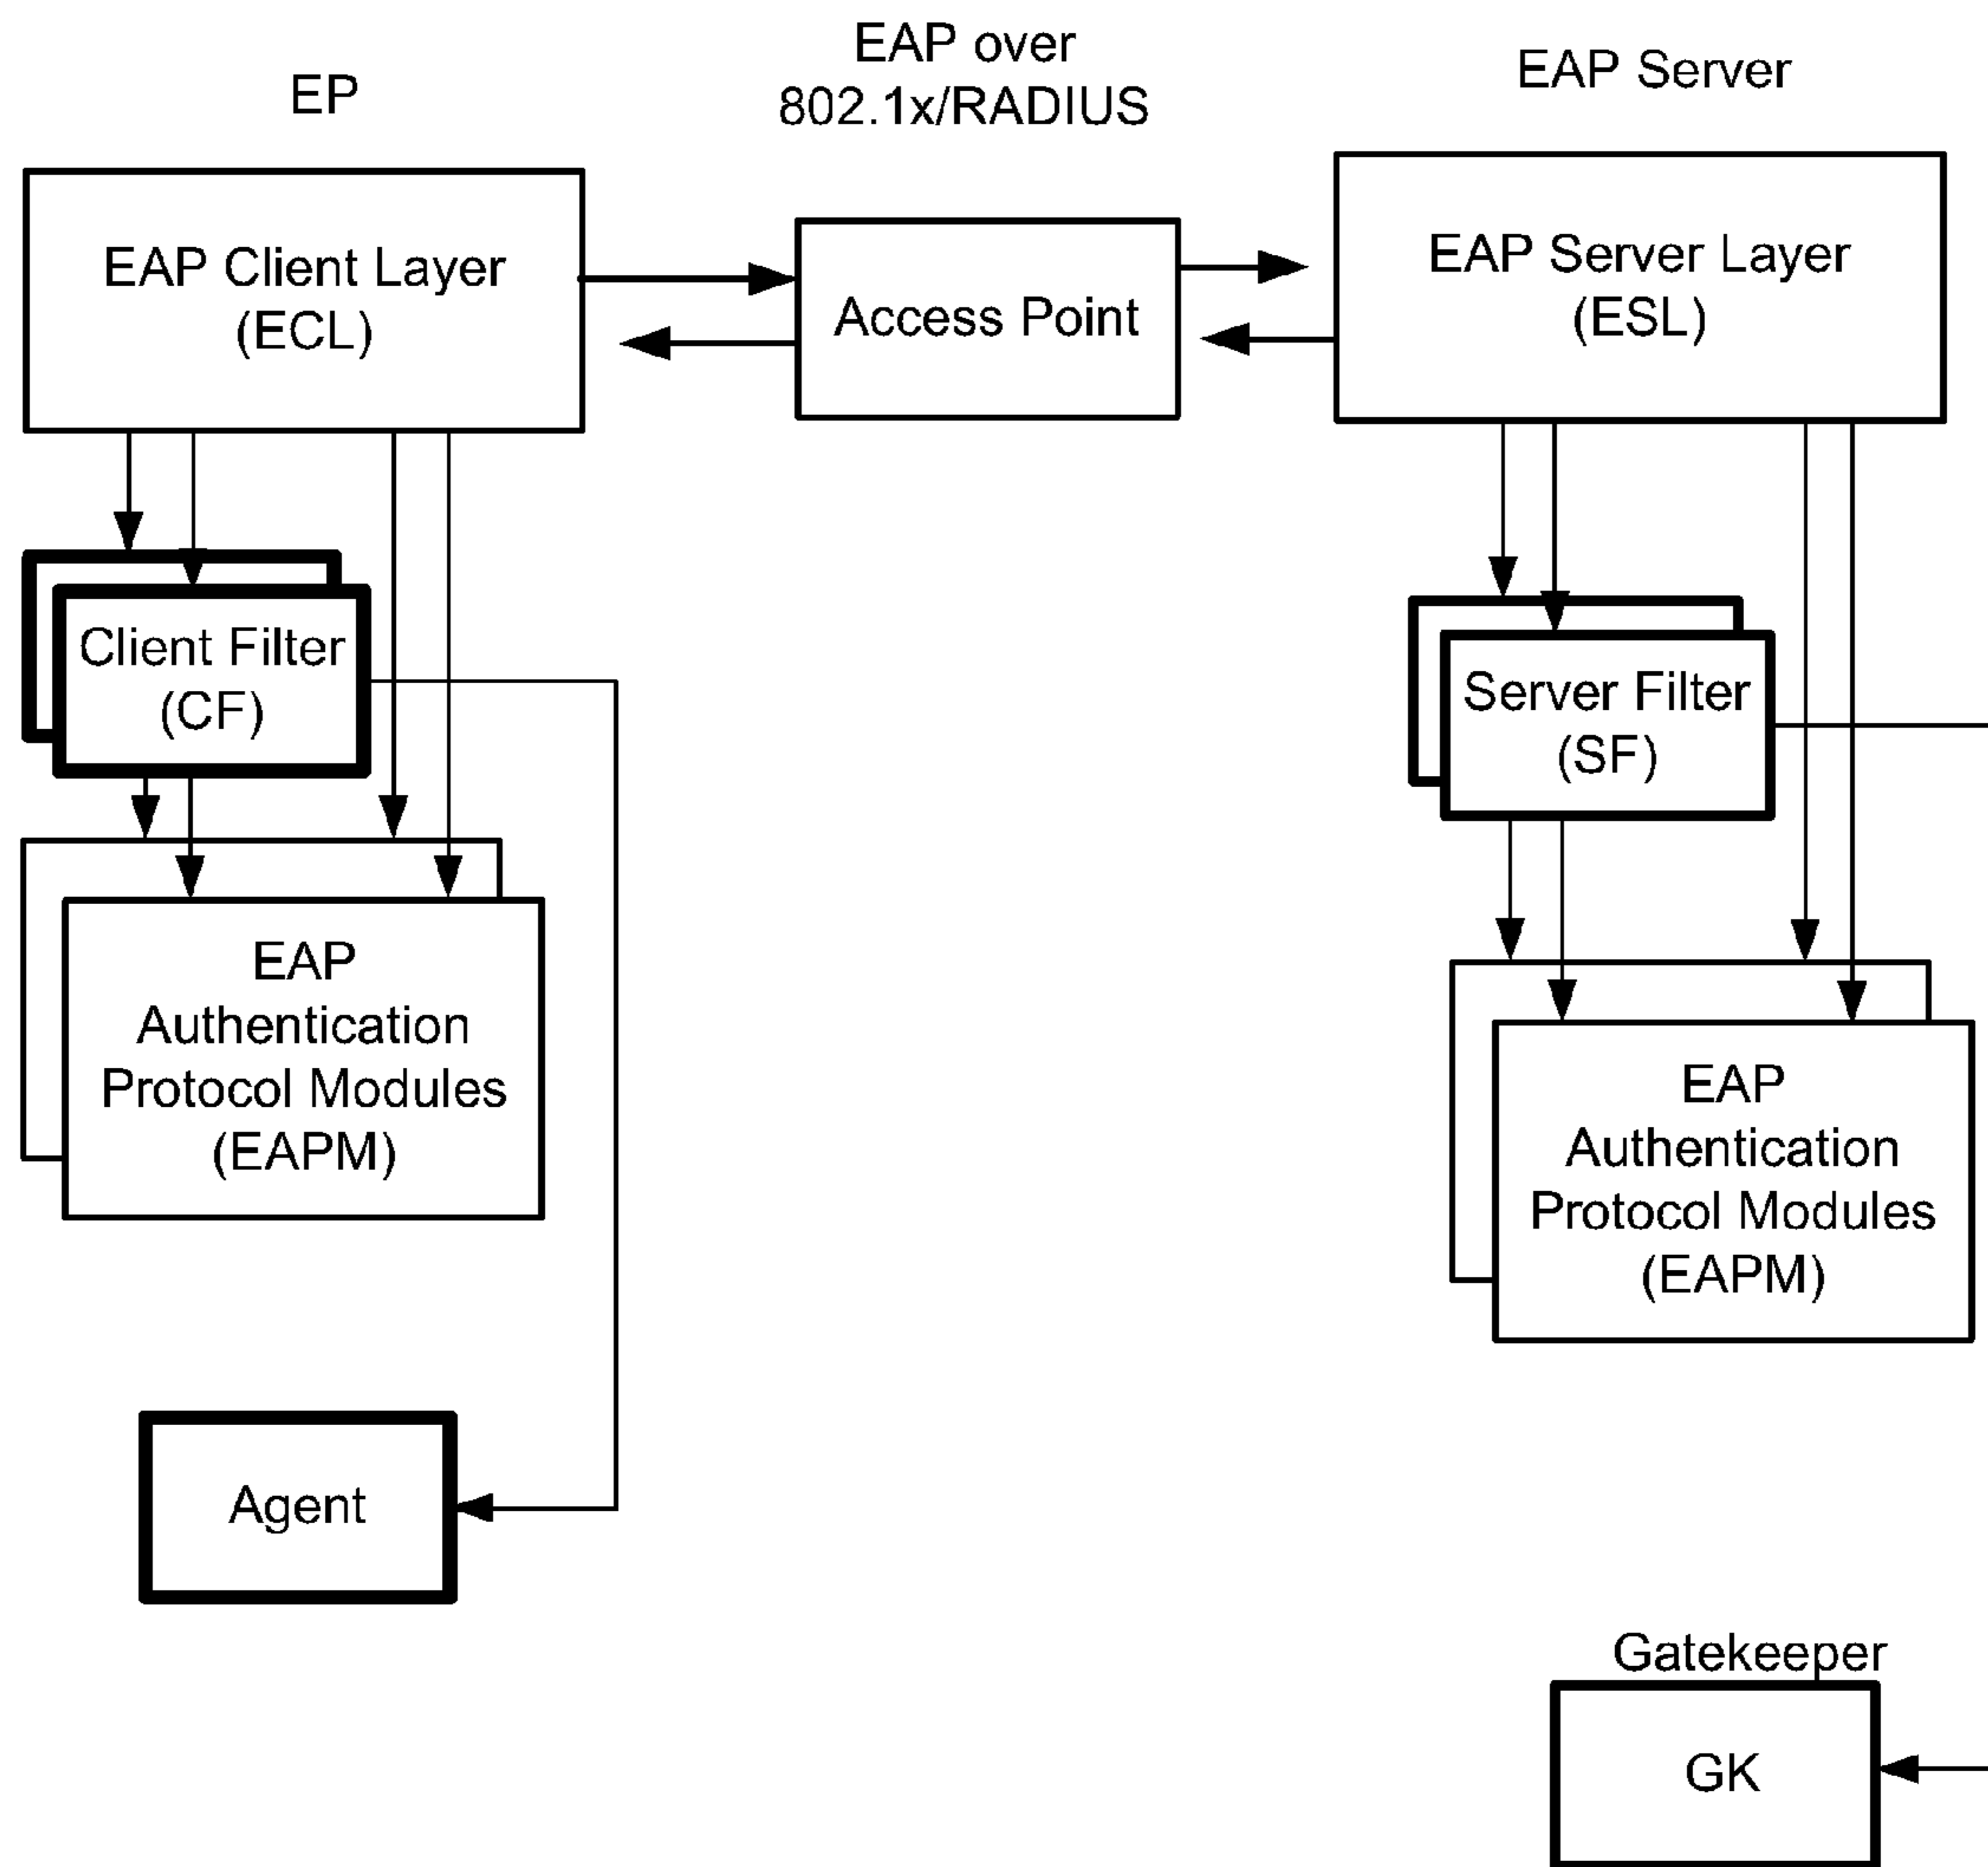 EP
EAP over
802.1x/RADIUS
EAP Server
EAP Client Layer
(ECL)
Access Point
EAP Server Layer
(ESL)
Client Filter
(CF)
Server Filter
(SF)
EAP
Authentication
Protocol Modules
(EAPM)
EAP
Authentication
Protocol Modules
(EAPM)
Agent
Gatekeeper
GK